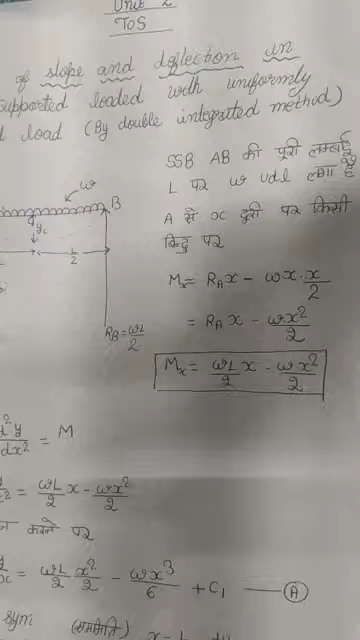 Unit 2
TOS
of slope and deflection in
supported loaded with uniformly
load (By double integrated method)
SSB AB की पूरी लम्बाई
L पर w udl लगा है
A से x दूरी पर किसी
बिन्दु पर
w
B
yc
L/2
RB = wL/2
Mx = RA x - wx · x/2
= RA x - wx²/2
Mx = wL/2 x - wx²/2
d²y/dx² = M
= wL/2 x - wx²/2
करने पर
= wL/2 x²/2 - wx³/6 + C1 — A
sym (सममिति)